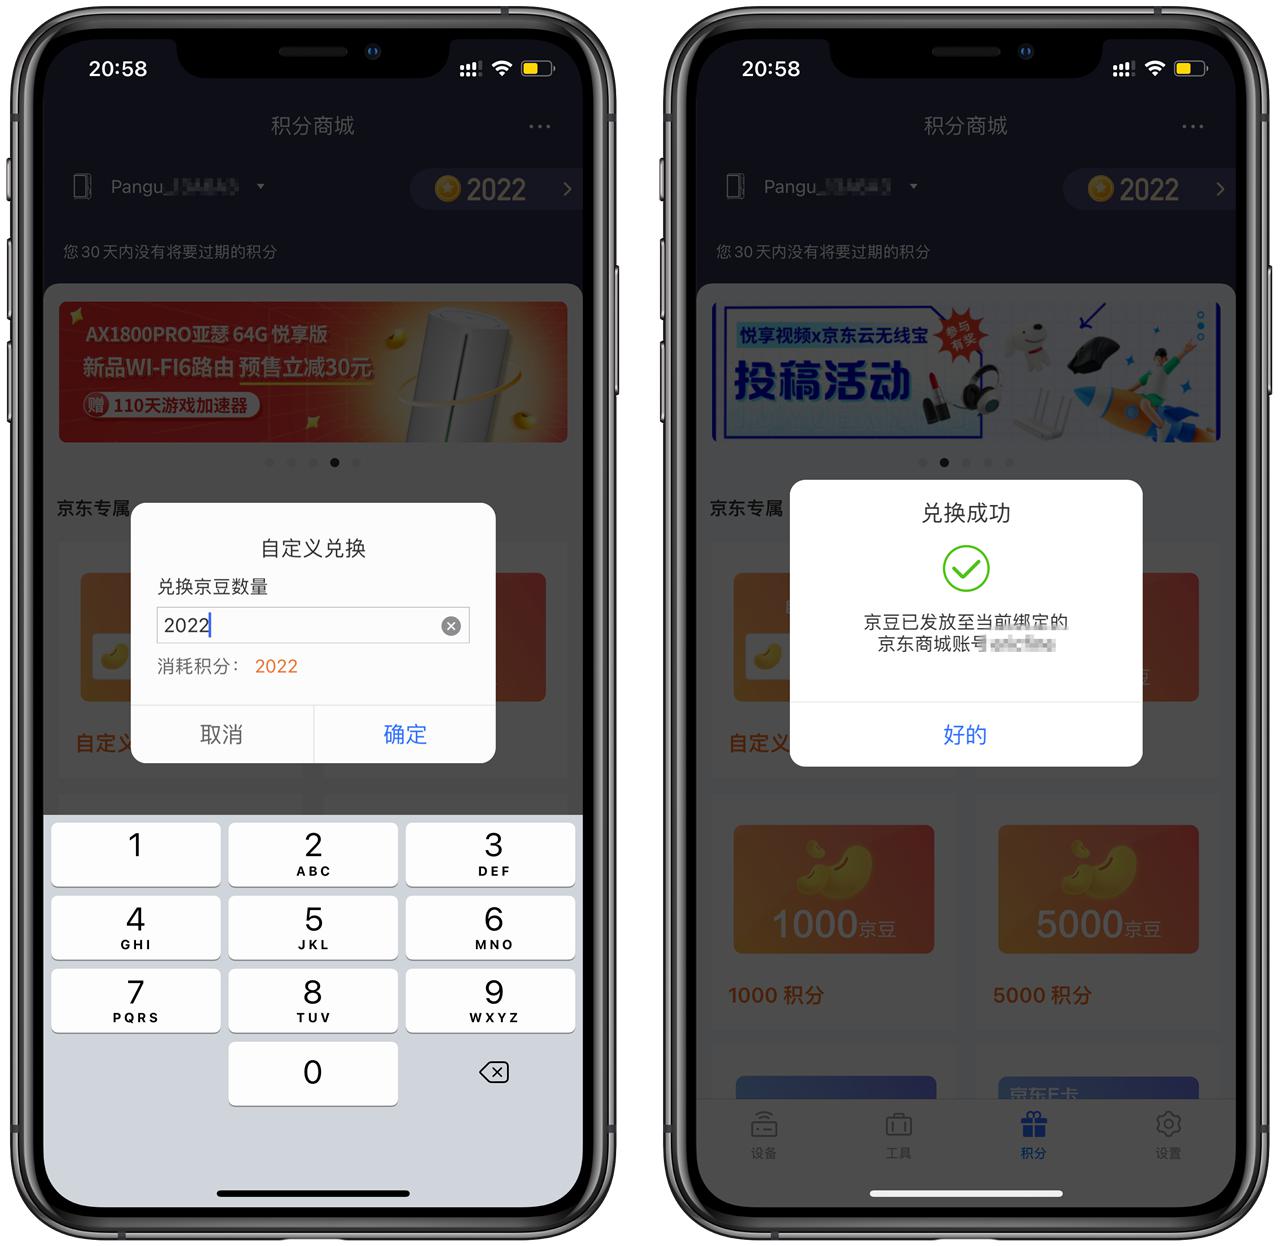 20:58
积分商城
Pangu_
2022
您30天内没有将要过期的积分
AX1800PRO亚瑟 64G 悦享版
新品WI-FI6路由 预售立减30元
赠 110天游戏加速器
京东专属
自定义兑换
兑换京豆数量
2022
消耗积分： 2022
取消
确定
自定义
1
2
ABC
3
DEF
4
GHI
5
JKL
6
MNO
7
PQRS
8
TUV
9
WXYZ
0
20:58
积分商城
Pangu_
2022
您30天内没有将要过期的积分
悦享视频x京东云无线宝
参与
有奖
投稿活动
京东专属
兑换成功
京豆已发放至当前绑定的
京东商城账号
好的
自定义
1000京豆
5000京豆
1000 积分
5000 积分
京东E卡
设备
工具
积分
设置